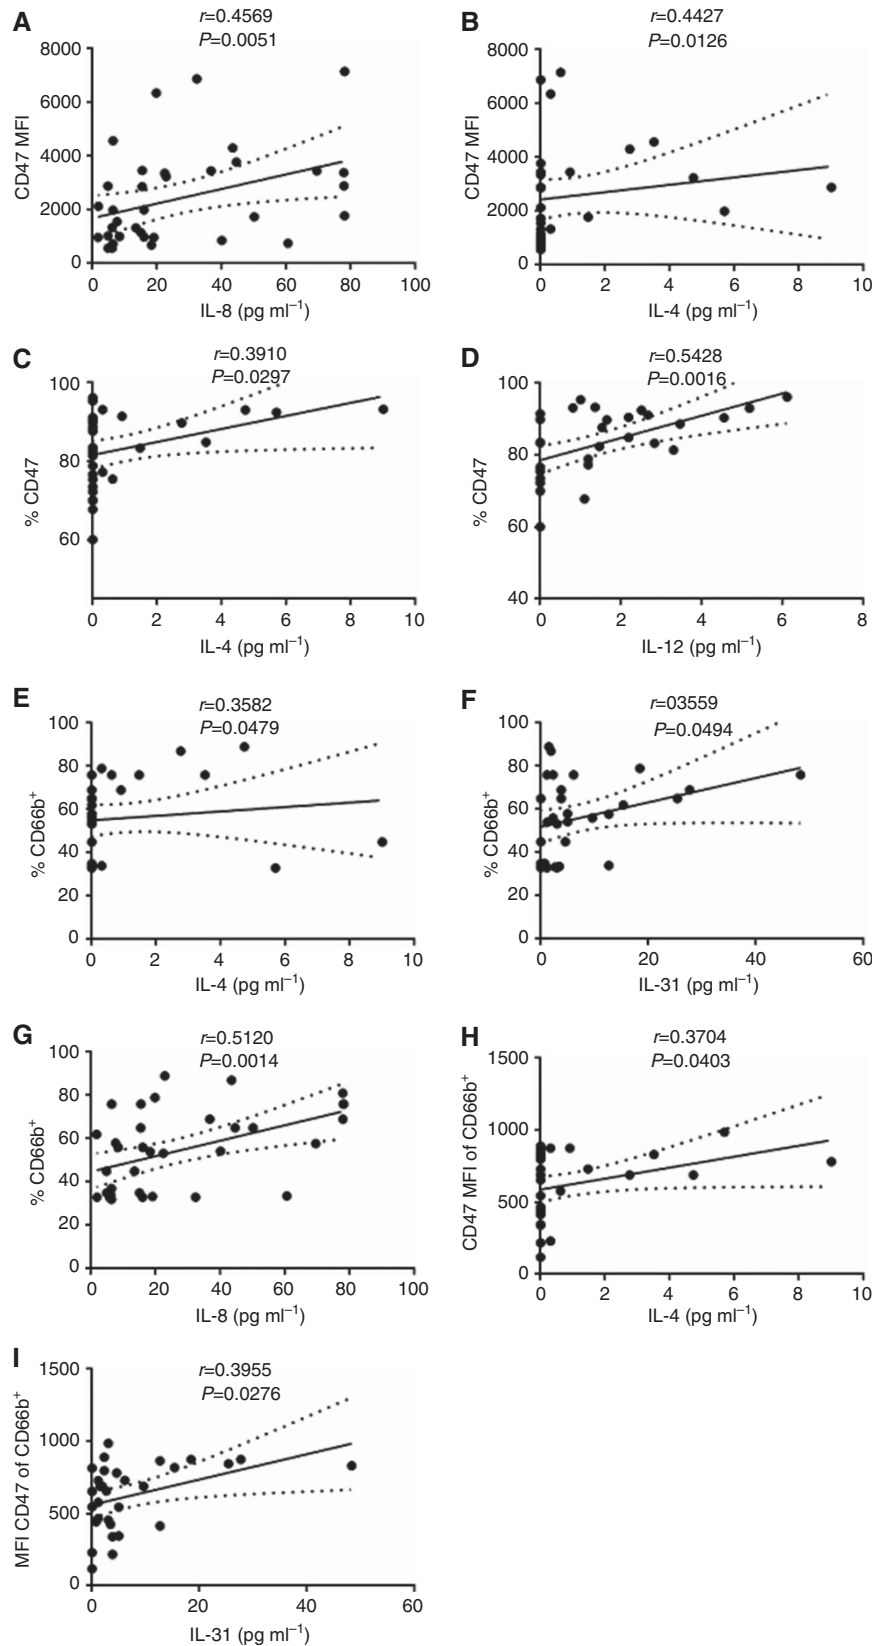 A
r=0.4569
P=0.0051
8000
6000
4000
2000
0
CD47 MFI
0 20 40 60 80 100
IL-8 (pg ml⁻¹)
B
r=0.4427
P=0.0126
8000
6000
4000
2000
0
CD47 MFI
0 2 4 6 8 10
IL-4 (pg ml⁻¹)
C
r=0.3910
P=0.0297
100
80
60
% CD47
0 2 4 6 8 10
IL-4 (pg ml⁻¹)
D
r=0.5428
P=0.0016
100
80
60
40
% CD47
0 2 4 6 8
IL-12 (pg ml⁻¹)
E
r=0.3582
P=0.0479
100
80
60
40
20
0
% CD66b⁺
0 2 4 6 8 10
IL-4 (pg ml⁻¹)
F
r=03559
P=0.0494
100
80
60
40
20
0
% CD66b⁺
0 20 40 60
IL-31 (pg ml⁻¹)
G
r=0.5120
P=0.0014
100
80
60
40
20
0
% CD66b⁺
0 20 40 60 80 100
IL-8 (pg ml⁻¹)
H
r=0.3704
P=0.0403
1500
1000
500
0
CD47 MFI of CD66b⁺
0 2 4 6 8 10
IL-4 (pg ml⁻¹)
I
r=0.3955
P=0.0276
1500
1000
500
0
MFI CD47 of CD66b⁺
0 20 40 60
IL-31 (pg ml⁻¹)